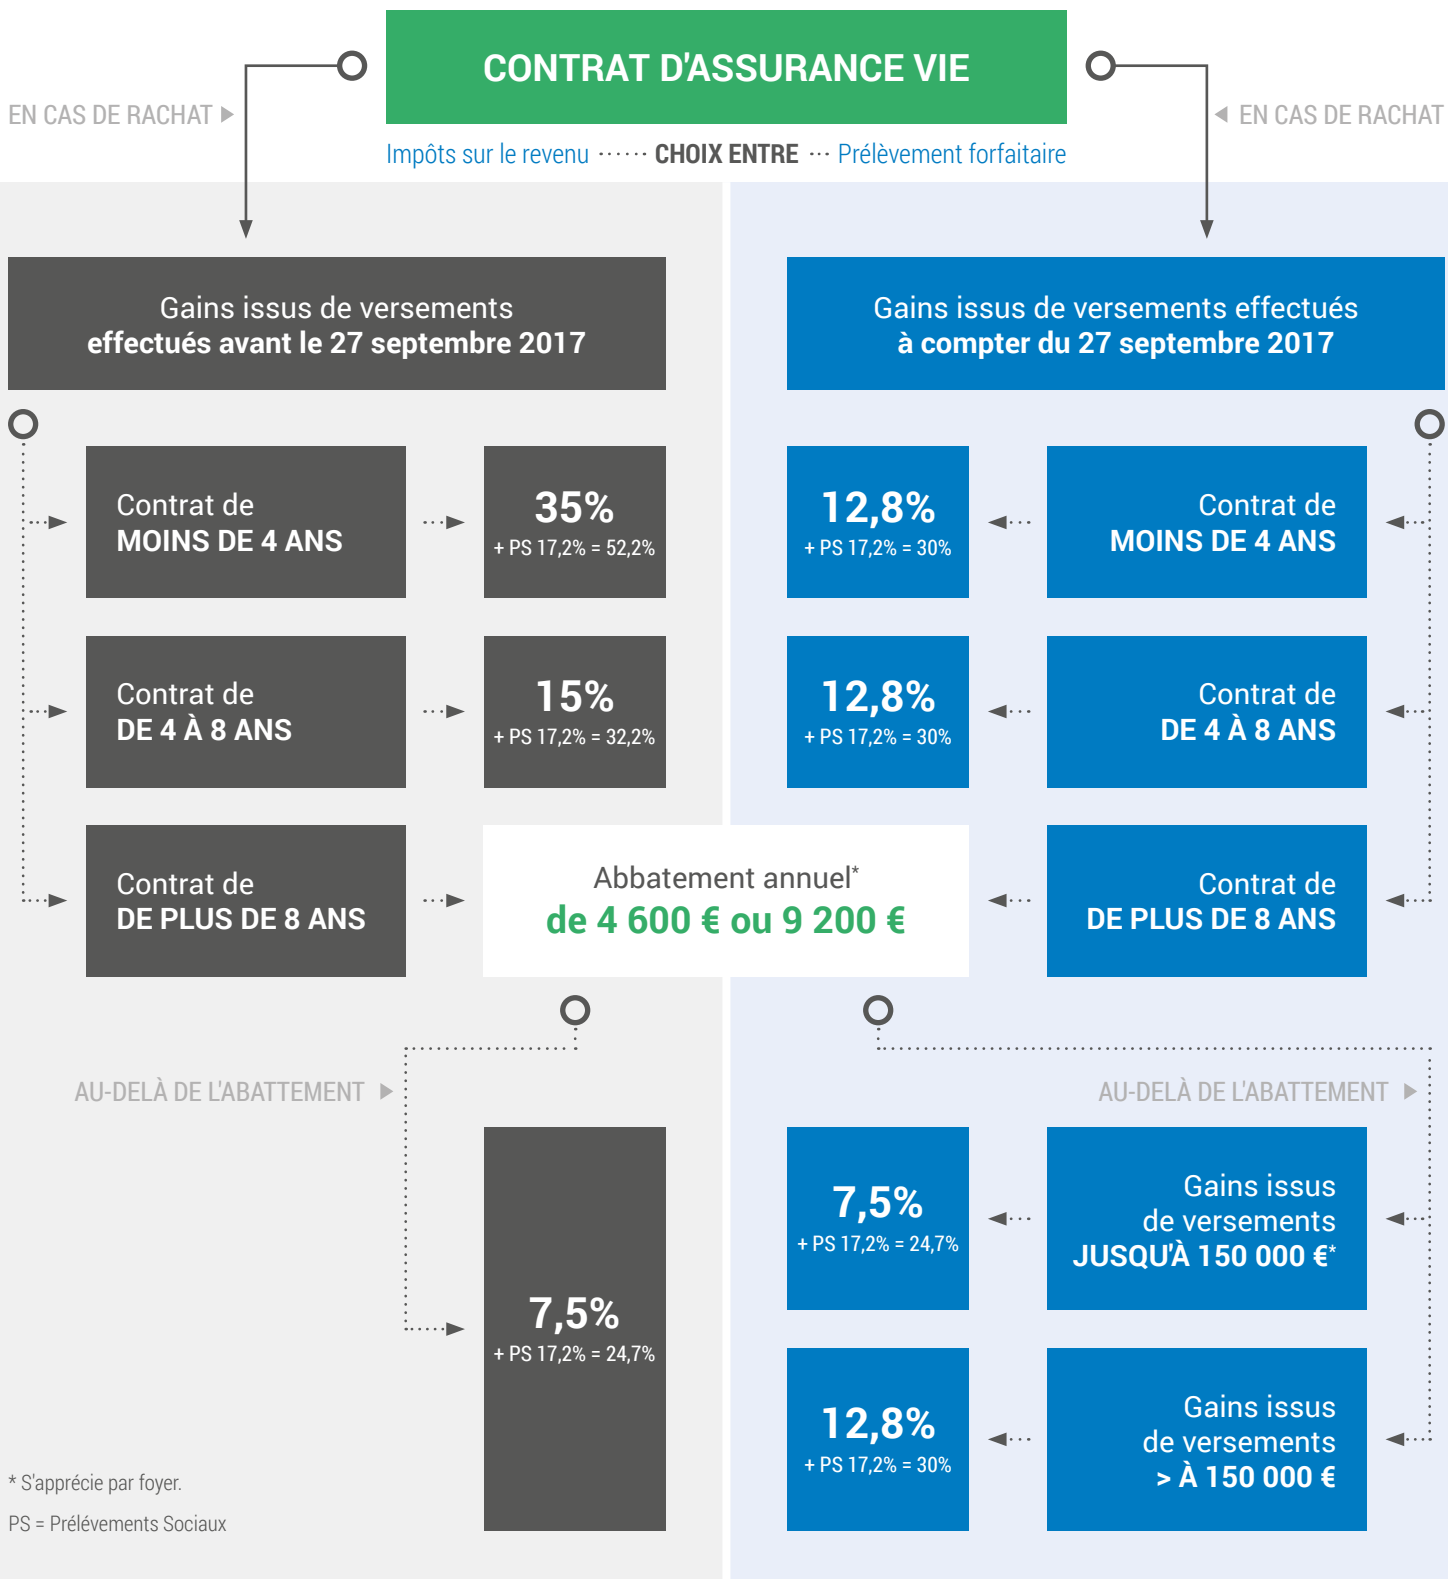 CONTRAT D'ASSURANCE VIE
EN CAS DE RACHAT
EN CAS DE RACHAT
Impôts sur le revenu ...... CHOIX ENTRE ... Prélèvement forfaitaire
Gains issus de versements
effectués avant le 27 septembre 2017
Gains issus de versements effectués
à compter du 27 septembre 2017
Contrat de
MOINS DE 4 ANS
35%
+ PS 17,2% = 52,2%
12,8%
+ PS 17,2% = 30%
Contrat de
MOINS DE 4 ANS
Contrat de
DE 4 À 8 ANS
15%
+ PS 17,2% = 32,2%
12,8%
+ PS 17,2% = 30%
Contrat de
DE 4 À 8 ANS
Contrat de
DE PLUS DE 8 ANS
Abbatement annuel*
de 4 600 € ou 9 200 €
Contrat de
DE PLUS DE 8 ANS
AU-DELÀ DE L'ABATTEMENT
AU-DELÀ DE L'ABATTEMENT
7,5%
+ PS 17,2% = 24,7%
7,5%
+ PS 17,2% = 24,7%
Gains issus
de versements
JUSQU'À 150 000 €*
12,8%
+ PS 17,2% = 30%
Gains issus
de versements
> À 150 000 €
* S'apprécie par foyer.
PS = Prélévements Sociaux